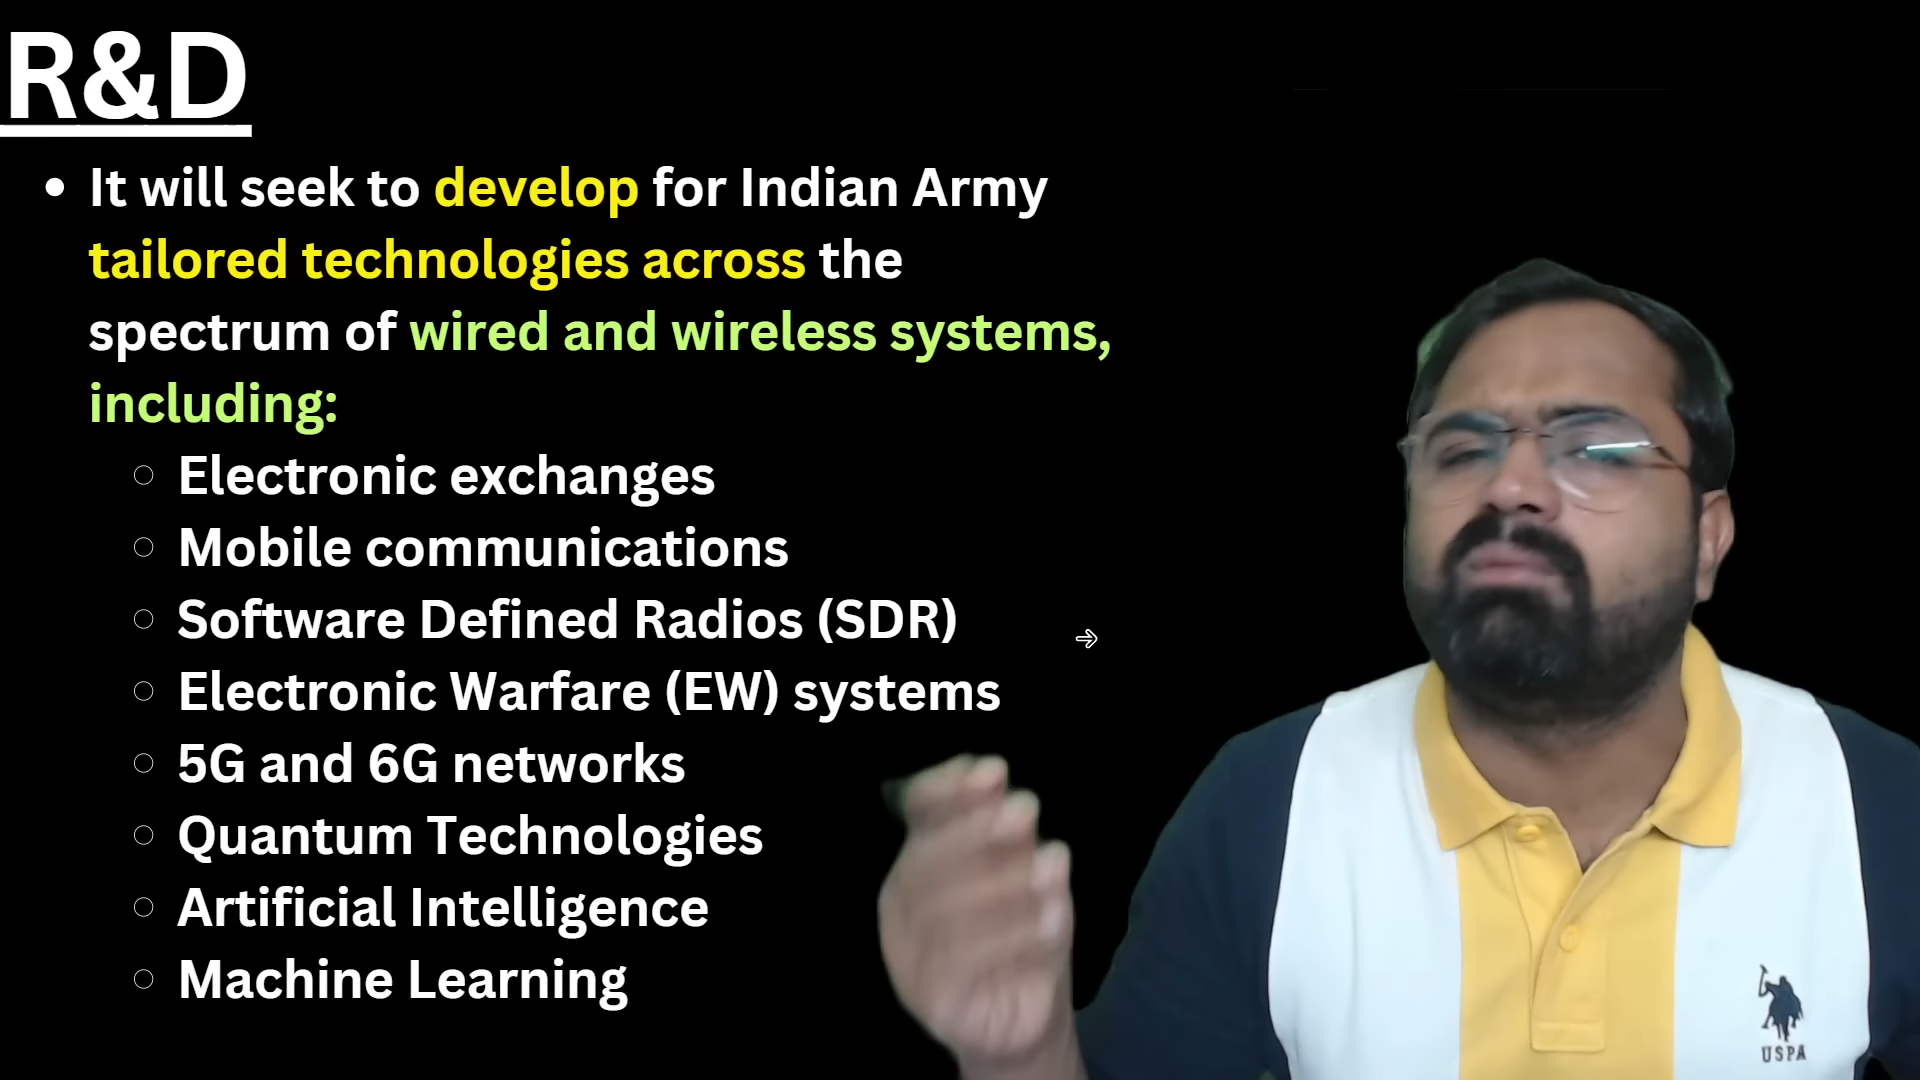 R&D
• It will seek to develop for Indian Army
tailored technologies across the
spectrum of wired and wireless systems,
including:
○ Electronic exchanges
○ Mobile communications
○ Software Defined Radios (SDR)
○ Electronic Warfare (EW) systems
○ 5G and 6G networks
○ Quantum Technologies
○ Artificial Intelligence
○ Machine Learning
USPA